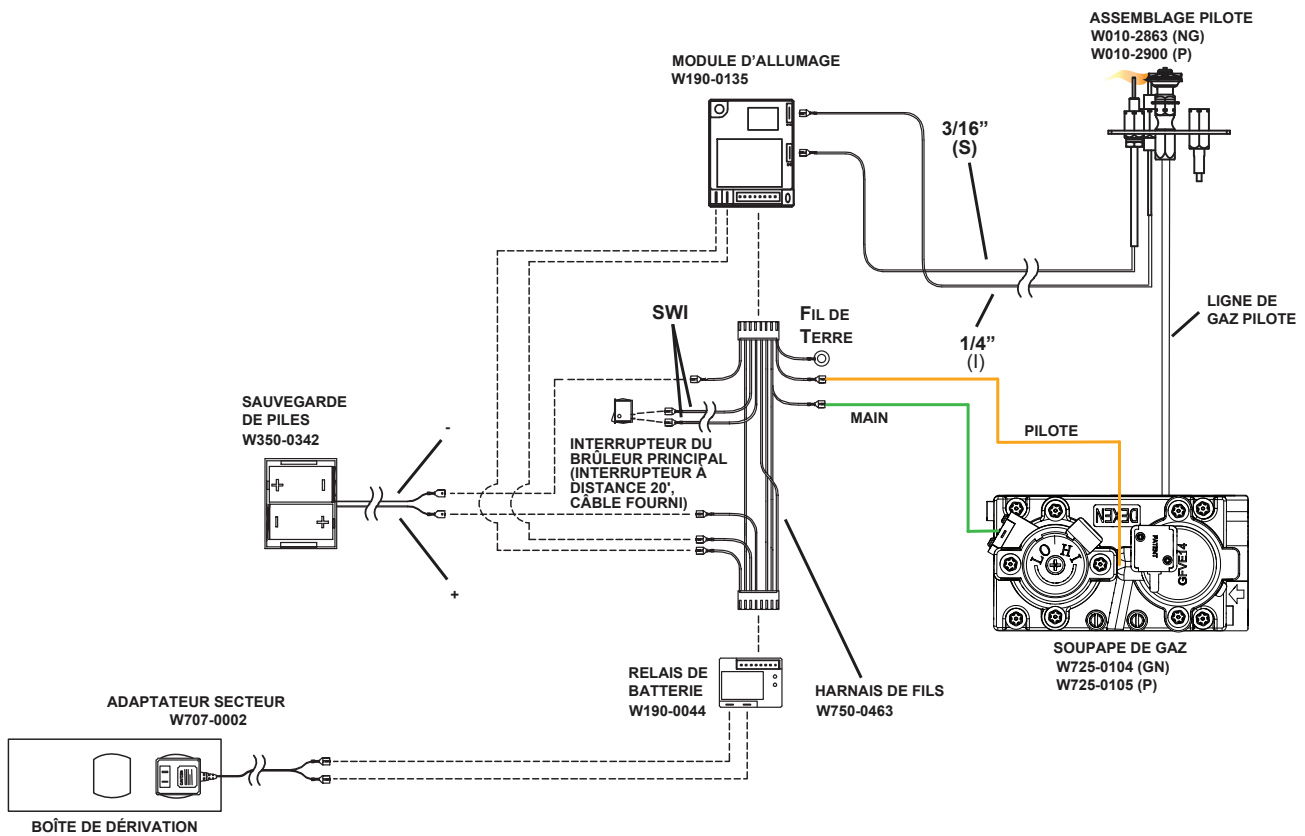 ASSEMBLAGE PILOTE
W010-2863 (NG)
W010-2900 (P)
MODULE D'ALLUMAGE
W190-0135
3/16”
(S)
LIGNE DE
GAZ PILOTE
SWI
FIL DE
TERRE
1/4”
(I)
SAUVEGARDE
DE PILES
W350-0342
-
MAIN
PILOTE
INTERRUPTEUR DU
BRÛLEUR PRINCIPAL
(INTERRUPTEUR À
DISTANCE 20',
CÂBLE FOURNI)
+ -
- +
+
DEXEN
LO HI
PATENT
GFVE14
SOUPAPE DE GAZ
W725-0104 (GN)
W725-0105 (P)
RELAIS DE
BATTERIE
W190-0044
HARNAIS DE FILS
W750-0463
ADAPTATEUR SECTEUR
W707-0002
BOÎTE DE DÉRIVATION